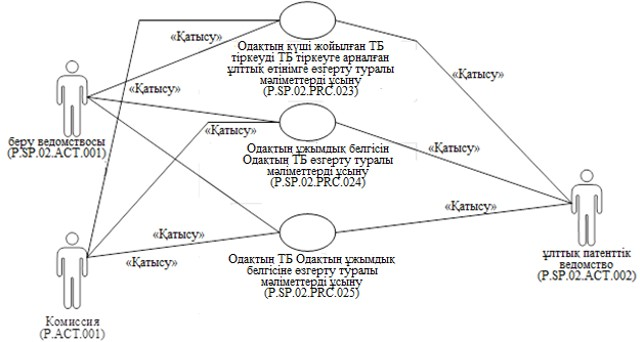 «Қатысу»
Одақтың күші жойылған ТБ
тіркеуді ТБ тіркеуге арналған
ұлттық өтінімге өзгерту туралы
мәліметтерді ұсыну
(P.SP.02.PRC.023)
«Қатысу»
«Қатысу»
беру ведомствосы
(P.SP.02.ACT.001)
«Қатысу»
Одақтың ұжымдық белгісін
Одақтың ТБ өзгерту туралы
мәліметтерді ұсыну
(P.SP.02.PRC.024)
«Қатысу»
«Қатысу»
«Қатысу»
«Қатысу»
Одақтың ТБ Одақтың ұжымдық
белгісіне өзгерту туралы
мәліметтерді ұсыну
(P.SP.02.PRC.025)
ұлттық патенттік
ведомство
(P.SP.02.ACT.002)
Комиссия
(P.ACT.001)